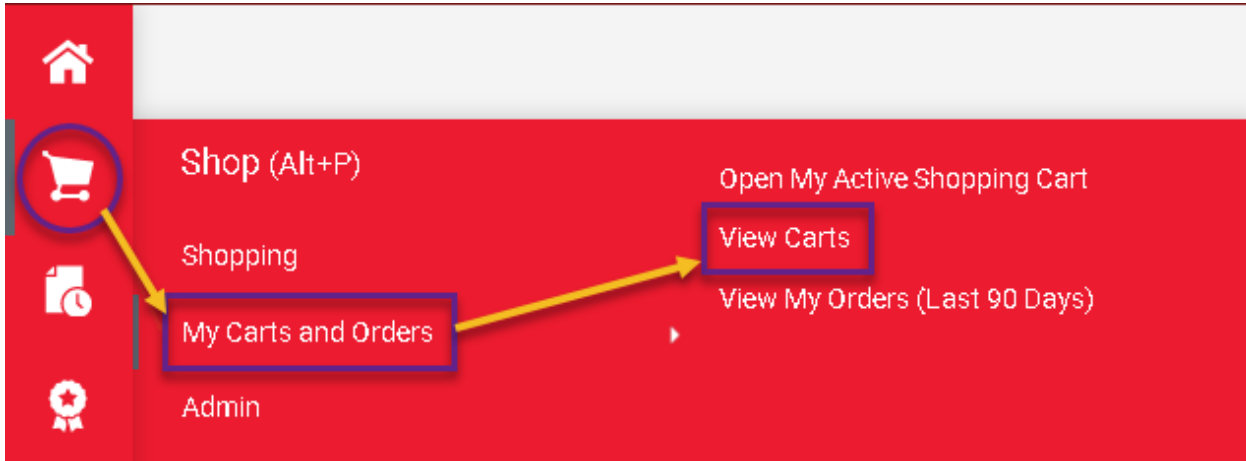 Shop (Alt+P)
Shopping
My Carts and Orders
Admin
Open My Active Shopping Cart
View Carts
View My Orders (Last 90 Days)